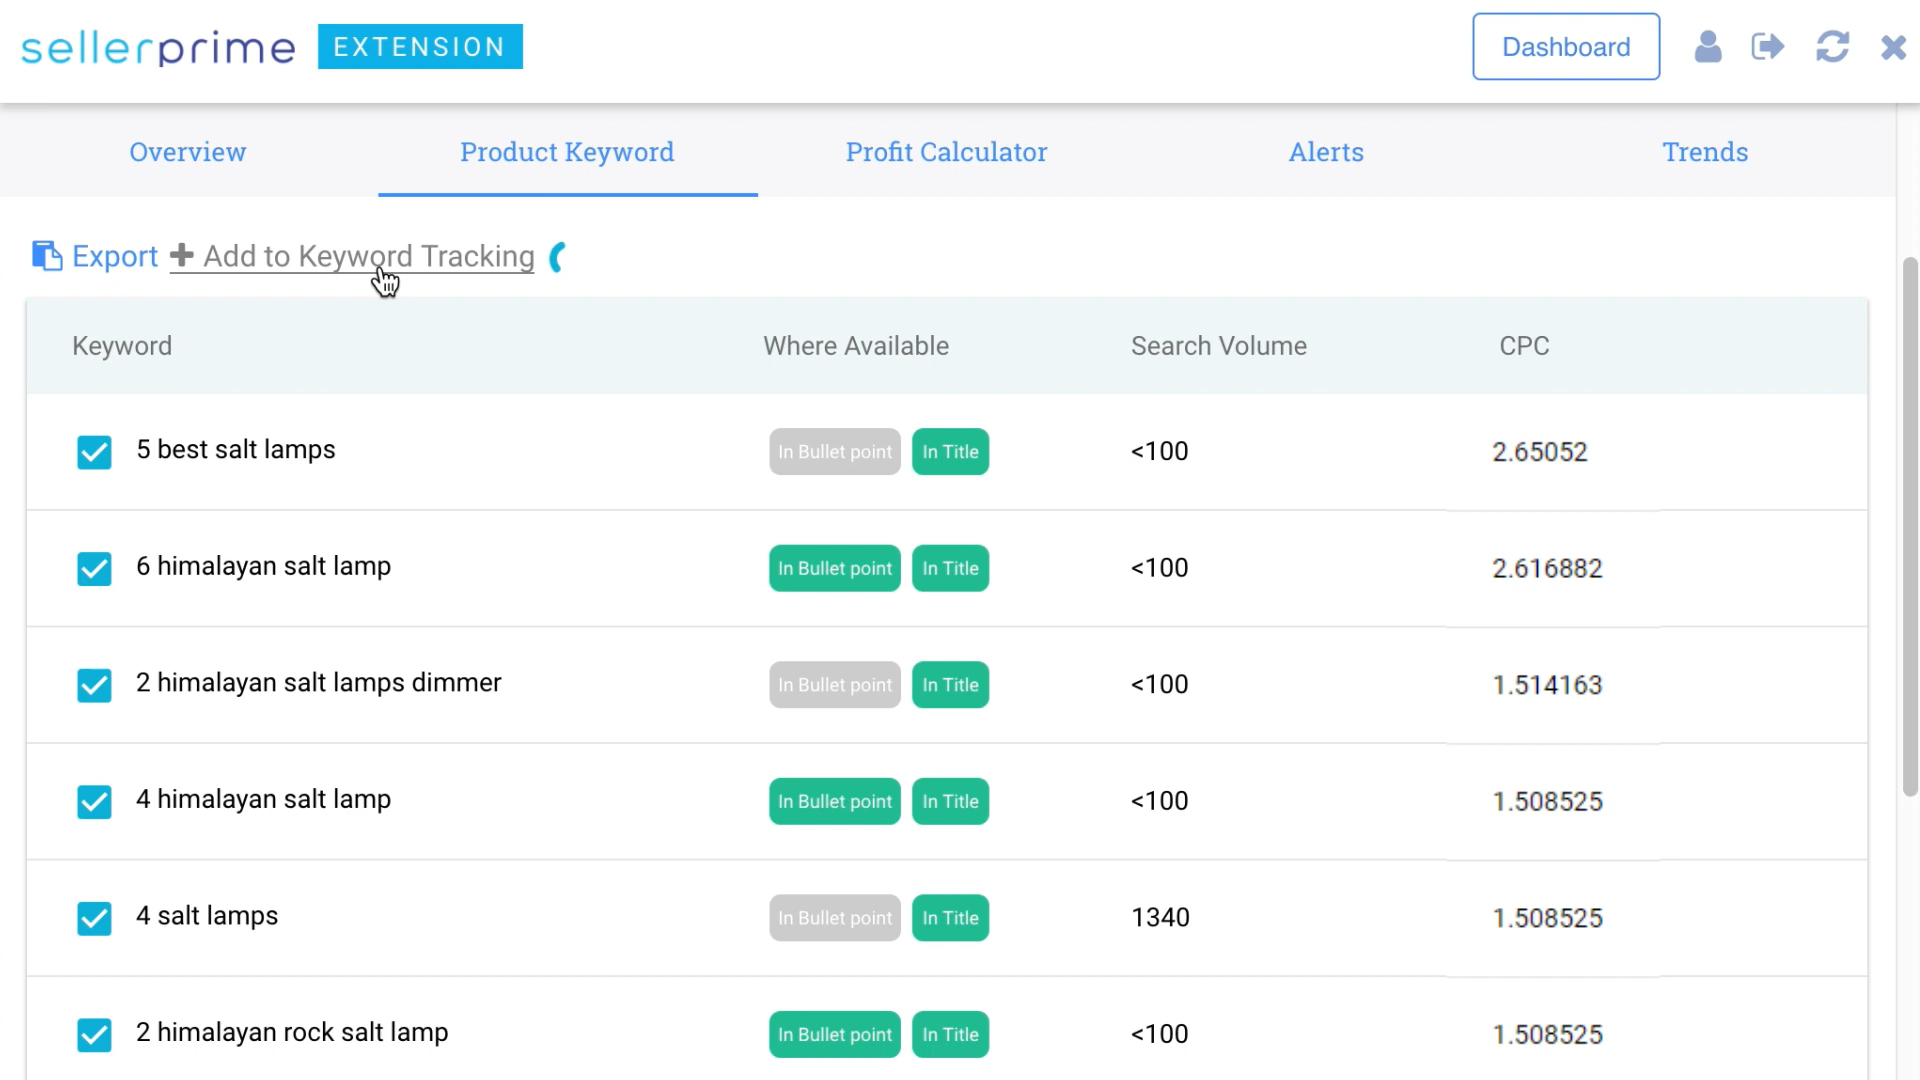 sellerprime EXTENSION Dashboard
Overview Product Keyword Profit Calculator Alerts Trends
Export + Add to Keyword Tracking
Keyword Where Available Search Volume CPC
5 best salt lamps In Bullet point In Title <100 2.65052
6 himalayan salt lamp In Bullet point In Title <100 2.616882
2 himalayan salt lamps dimmer In Bullet point In Title <100 1.514163
4 himalayan salt lamp In Bullet point In Title <100 1.508525
4 salt lamps In Bullet point In Title 1340 1.508525
2 himalayan rock salt lamp In Bullet point In Title <100 1.508525